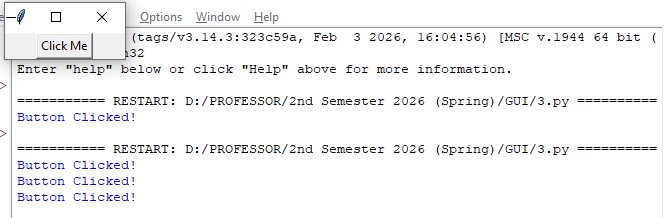 Options Window Help
Click Me
(tags/v3.14.3:323c59a, Feb  3 2026, 16:04:56) [MSC v.1944 64 bit (
n32
Enter "help" below or click "Help" above for more information.
=========== RESTART: D:/PROFESSOR/2nd Semester 2026 (Spring)/GUI/3.py ==========
Button Clicked!
=========== RESTART: D:/PROFESSOR/2nd Semester 2026 (Spring)/GUI/3.py ==========
Button Clicked!
Button Clicked!
Button Clicked!